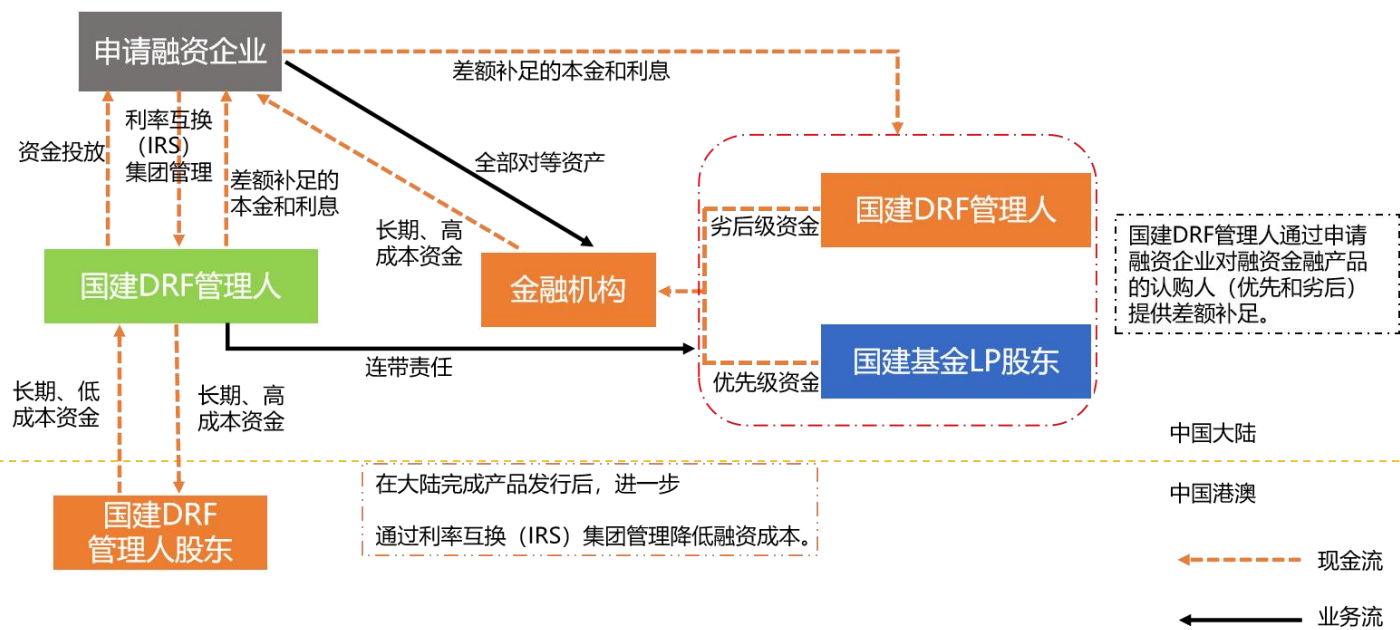 申请融资企业
差额补足的本金和利息
资金投放
利率互换
（IRS）
集团管理
差额补足的
本金和利息
全部对等资产
长期、高
成本资金
国建DRF管理人
金融机构
劣后级资金
国建DRF管理人
优先级资金
国建基金LP股东
国建DRF管理人通过申请
融资企业对融资金融产品
的认购人（优先和劣后）
提供差额补足。
连带责任
长期、低
成本资金
长期、高
成本资金
中国大陆
中国港澳
国建DRF
管理人股东
在大陆完成产品发行后，进一步
通过利率互换（IRS）集团管理降低融资成本。
现金流
业务流